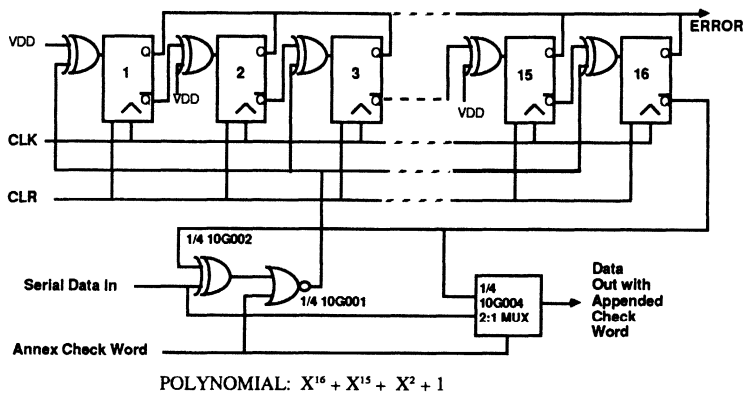 ERROR
VDD
Q
Q
Q
Q
Q
1
2
3
15
16
Q
Q
Q
Q
Q
VDD
VDD
CLK
CLR
1/4 10G002
Serial Data In
1/4 10G001
1/4
10G004
2:1 MUX
Data
Out with
Appended
Check
Word
Annex Check Word
POLYNOMIAL: X¹⁶ + X¹⁵ + X² + 1